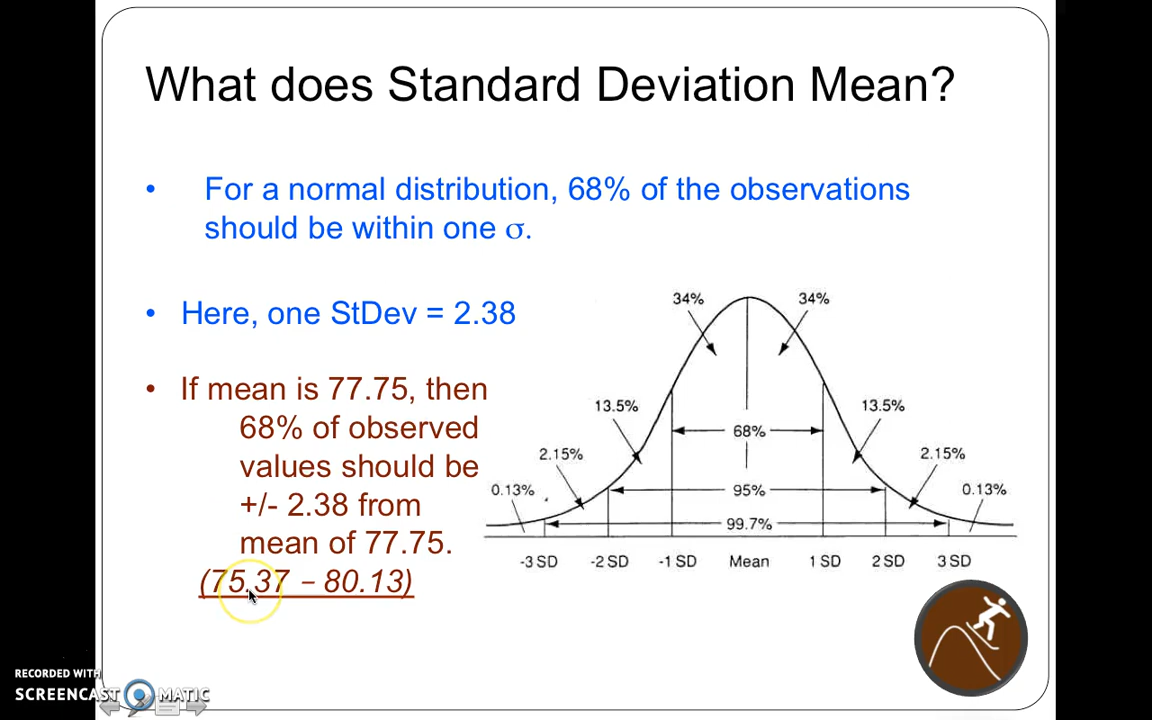 What does Standard Deviation Mean?
• For a normal distribution, 68% of the observations
should be within one σ.
• Here, one StDev = 2.38
• If mean is 77.75, then
68% of observed
values should be
+/- 2.38 from
mean of 77.75.
(75.37 – 80.13)
34% 34%
13.5% 13.5%
68%
2.15% 2.15%
0.13% 95% 0.13%
99.7%
-3 SD -2 SD -1 SD Mean 1 SD 2 SD 3 SD
RECORDED WITH
SCREENCAST MATIC